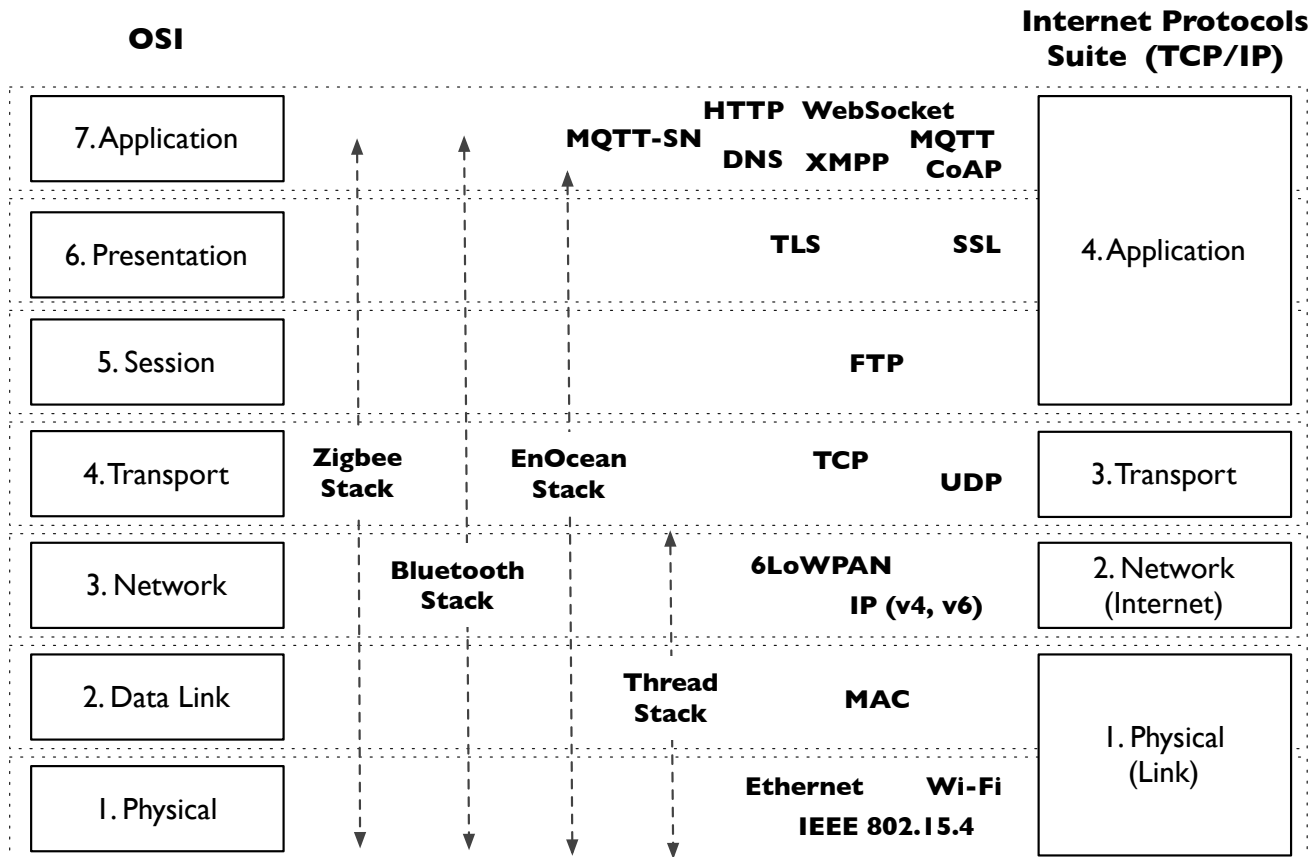 OSI
Internet Protocols
Suite (TCP/IP)
7. Application
HTTP WebSocket
MQTT-SN
MQTT
DNS XMPP
CoAP
6. Presentation
TLS SSL
4. Application
5. Session
FTP
4. Transport
Zigbee
Stack
EnOcean
Stack
TCP
UDP
3. Transport
3. Network
Bluetooth
Stack
6LoWPAN
IP (v4, v6)
2. Network
(Internet)
2. Data Link
Thread
Stack
MAC
1. Physical
(Link)
1. Physical
Ethernet Wi-Fi
IEEE 802.15.4